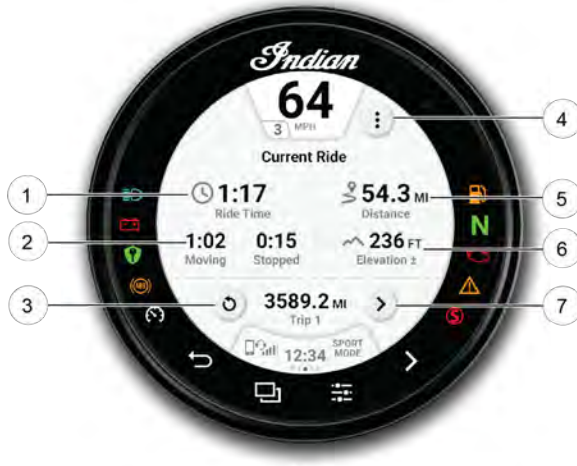 Indian
64
3 MPH
4
Current Ride
1
1:17
54.3 MI
5
Ride Time
Distance
2
1:02
0:15
236 FT
6
Moving
Stopped
Elevation ±
N
ABS
3
3589.2 MI
7
Trip 1
S
12:34
SPORT
MODE